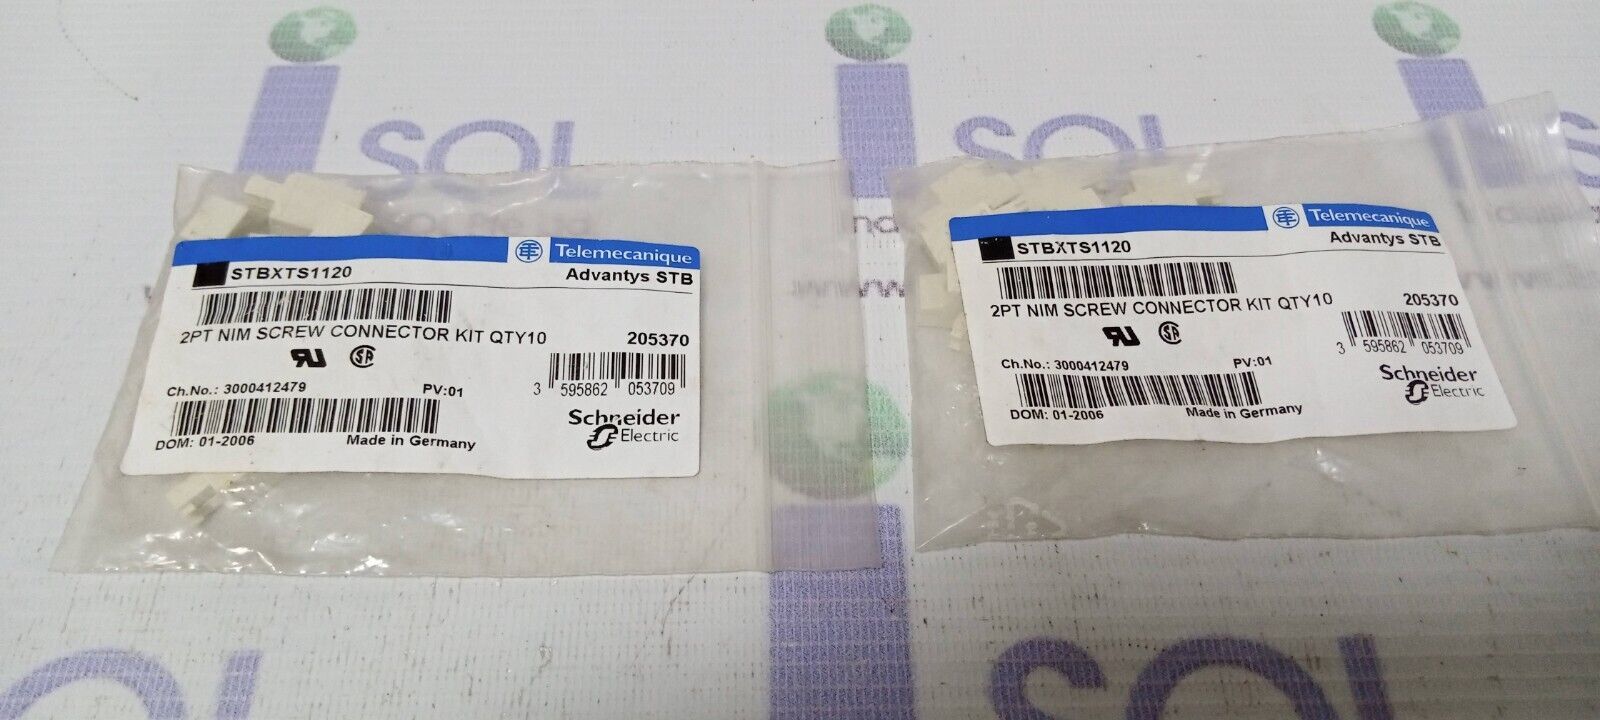 SOL
Telemecanique
STBXTS1120
Advantys STB
2PT NIM SCREW CONNECTOR KIT QTY10
205370
Ch.No.: 3000412479
PV:01
3 595862 053709
DOM: 01-2006
Made in Germany
Schneider
Electric
SOL
Telemecanique
STBXTS1120
Advantys STB
2PT NIM SCREW CONNECTOR KIT QTY10
205370
Ch.No.: 3000412479
PV:01
3 595862 053709
DOM: 01-2006
Made in Germany
Schneider
Electric